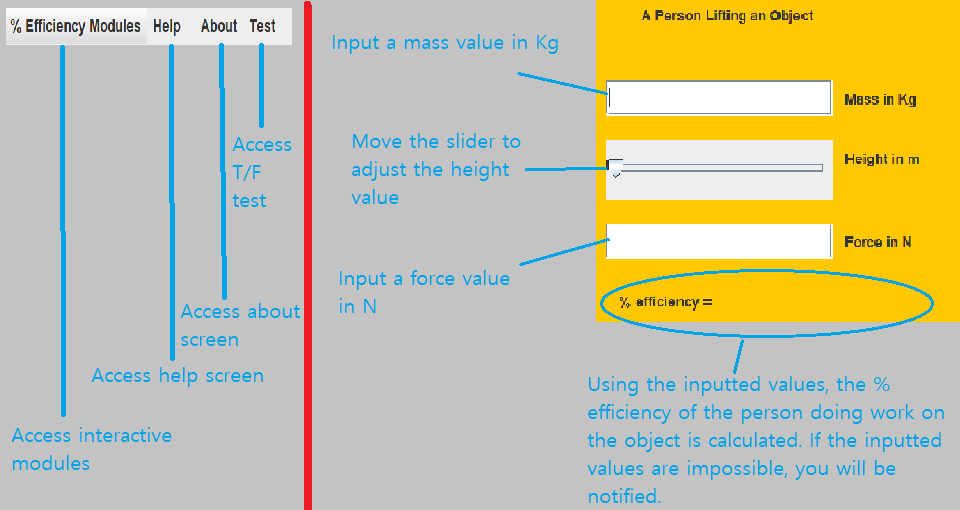 % Efficiency Modules Help About Test
Access
T/F
test
Access about
screen
Access help screen
Access interactive
modules
A Person Lifting an Object
Input a mass value in Kg
Mass in Kg
Move the slider to
adjust the height
value
Height in m
Force in N
Input a force value
in N
% efficiency =
Using the inputted values, the %
efficiency of the person doing work on
the object is calculated. If the inputted
values are impossible, you will be
notified.